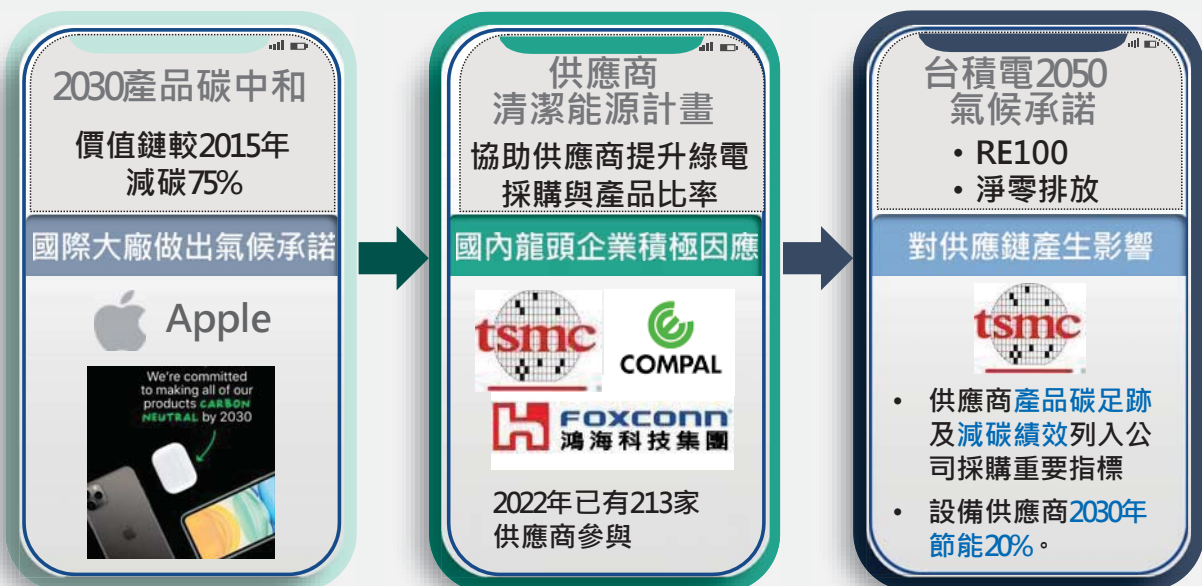 2030產品碳中和
價值鏈較2015年
減碳75%
國際大廠做出氣候承諾
Apple
We're committed
to making all of our
products CARBON
NEUTRAL by 2030
供應商
清潔能源計畫
協助供應商提升綠電
採購與產品比率
國內龍頭企業積極因應
tsmc
COMPAL
FOXCONN
鴻海科技集團
2022年已有213家
供應商參與
台積電2050
氣候承諾
• RE100
• 淨零排放
對供應鏈產生影響
tsmc
• 供應商產品碳足跡
及減碳績效列入公
司採購重要指標
• 設備供應商2030年
節能20%。